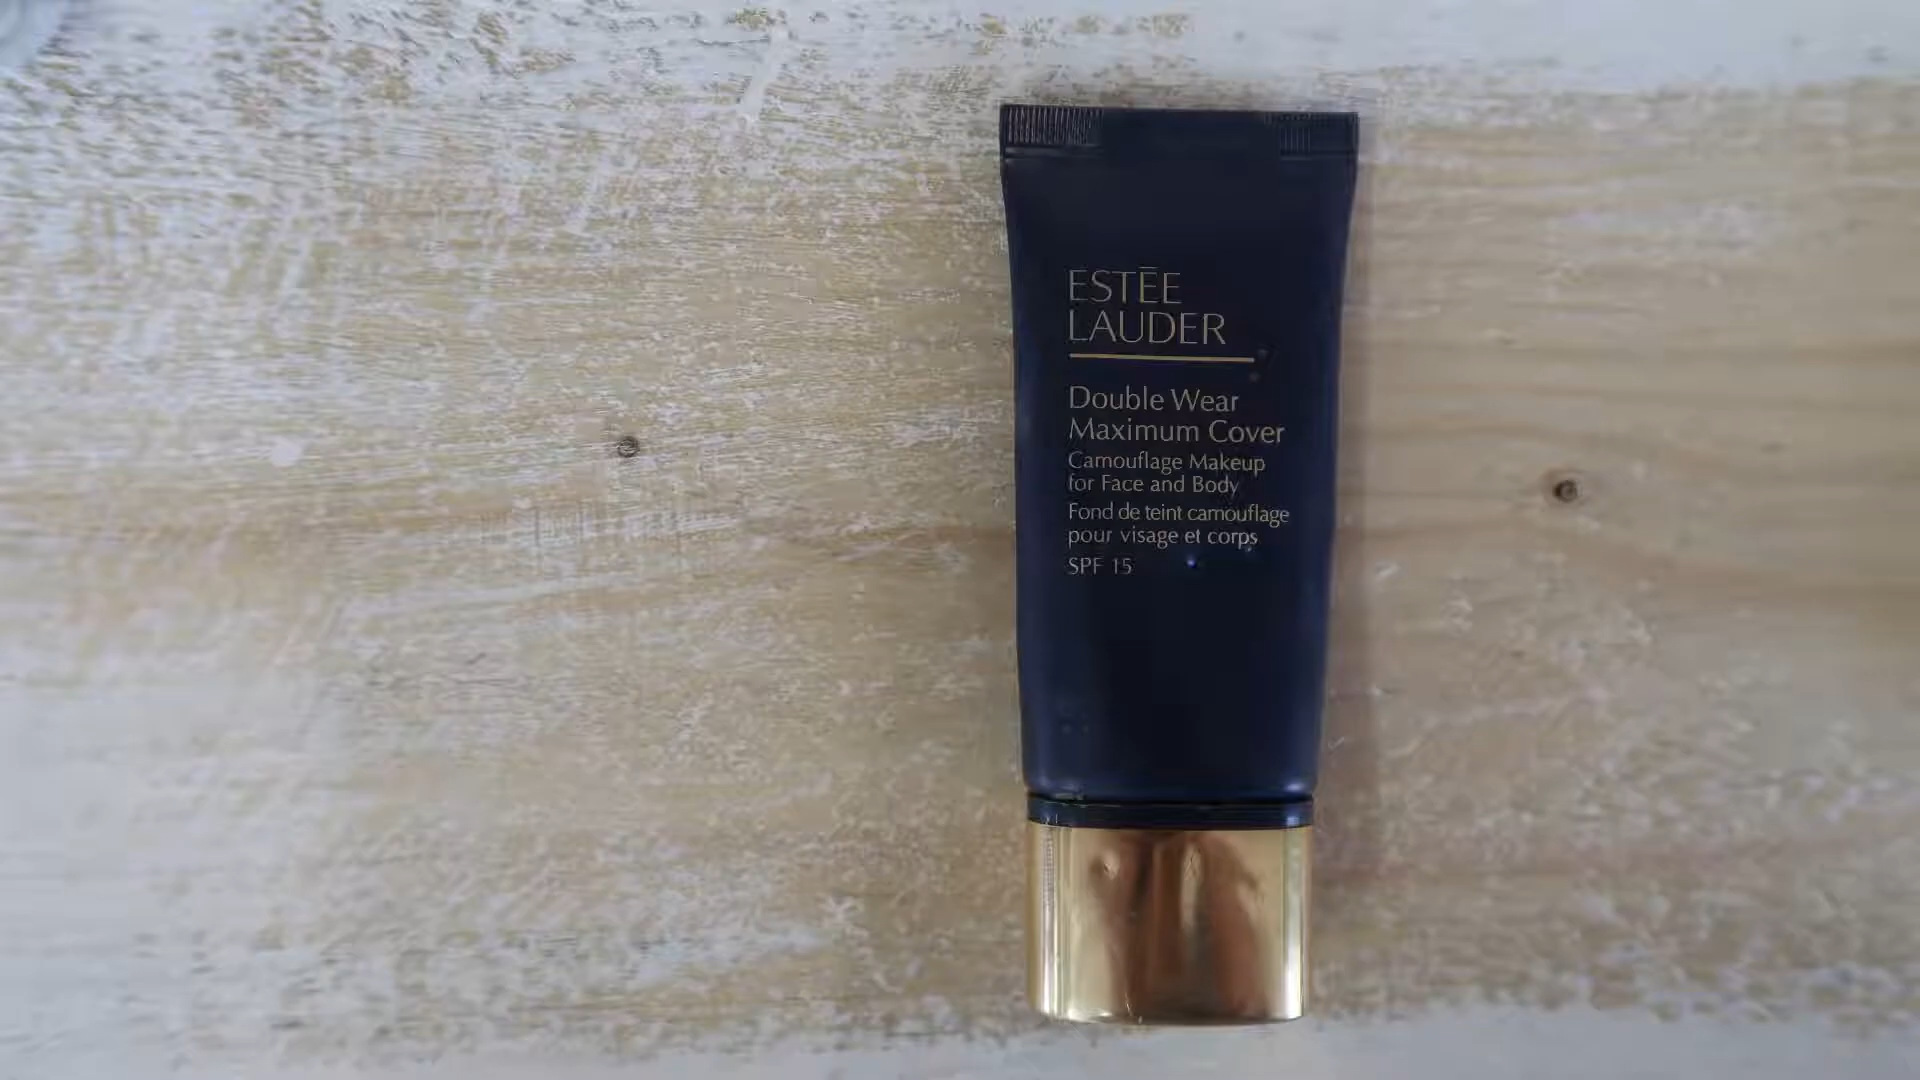 ESTĒE
LAUDER
Double Wear
Maximum Cover
Camouflage Makeup
for Face and Body
Fond de teint camouflage
pour visage et corps
SPF 15